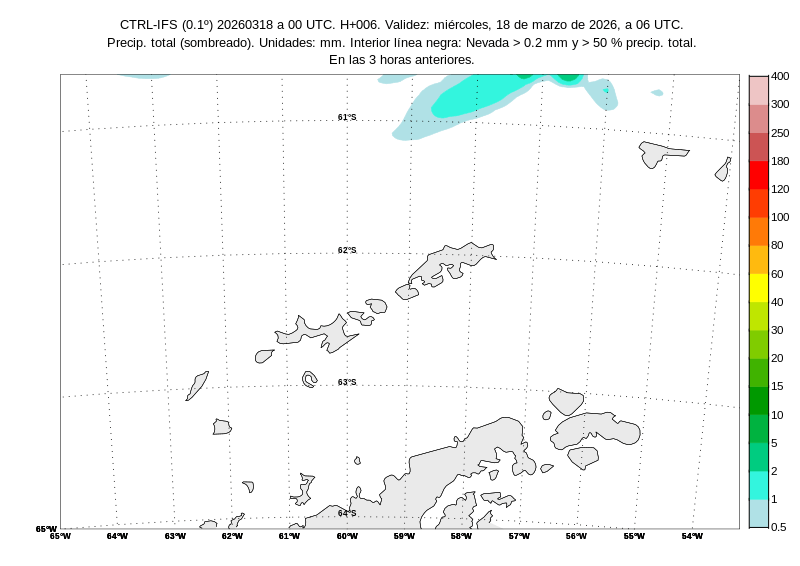 CTRL-IFS (0.1º) 20260318 a 00 UTC. H+006. Validez: miércoles, 18 de marzo de 2026, a 06 UTC.
Precip. total (sombreado). Unidades: mm. Interior línea negra: Nevada > 0.2 mm y > 50 % precip. total.
En las 3 horas anteriores.
400
300
250
180
120
100
80
60
40
30
20
15
10
5
2
1
0.5
61°S
62°S
63°S
64°S
65°W
65°W
64°W
63°W
62°W
61°W
60°W
59°W
58°W
57°W
56°W
55°W
54°W